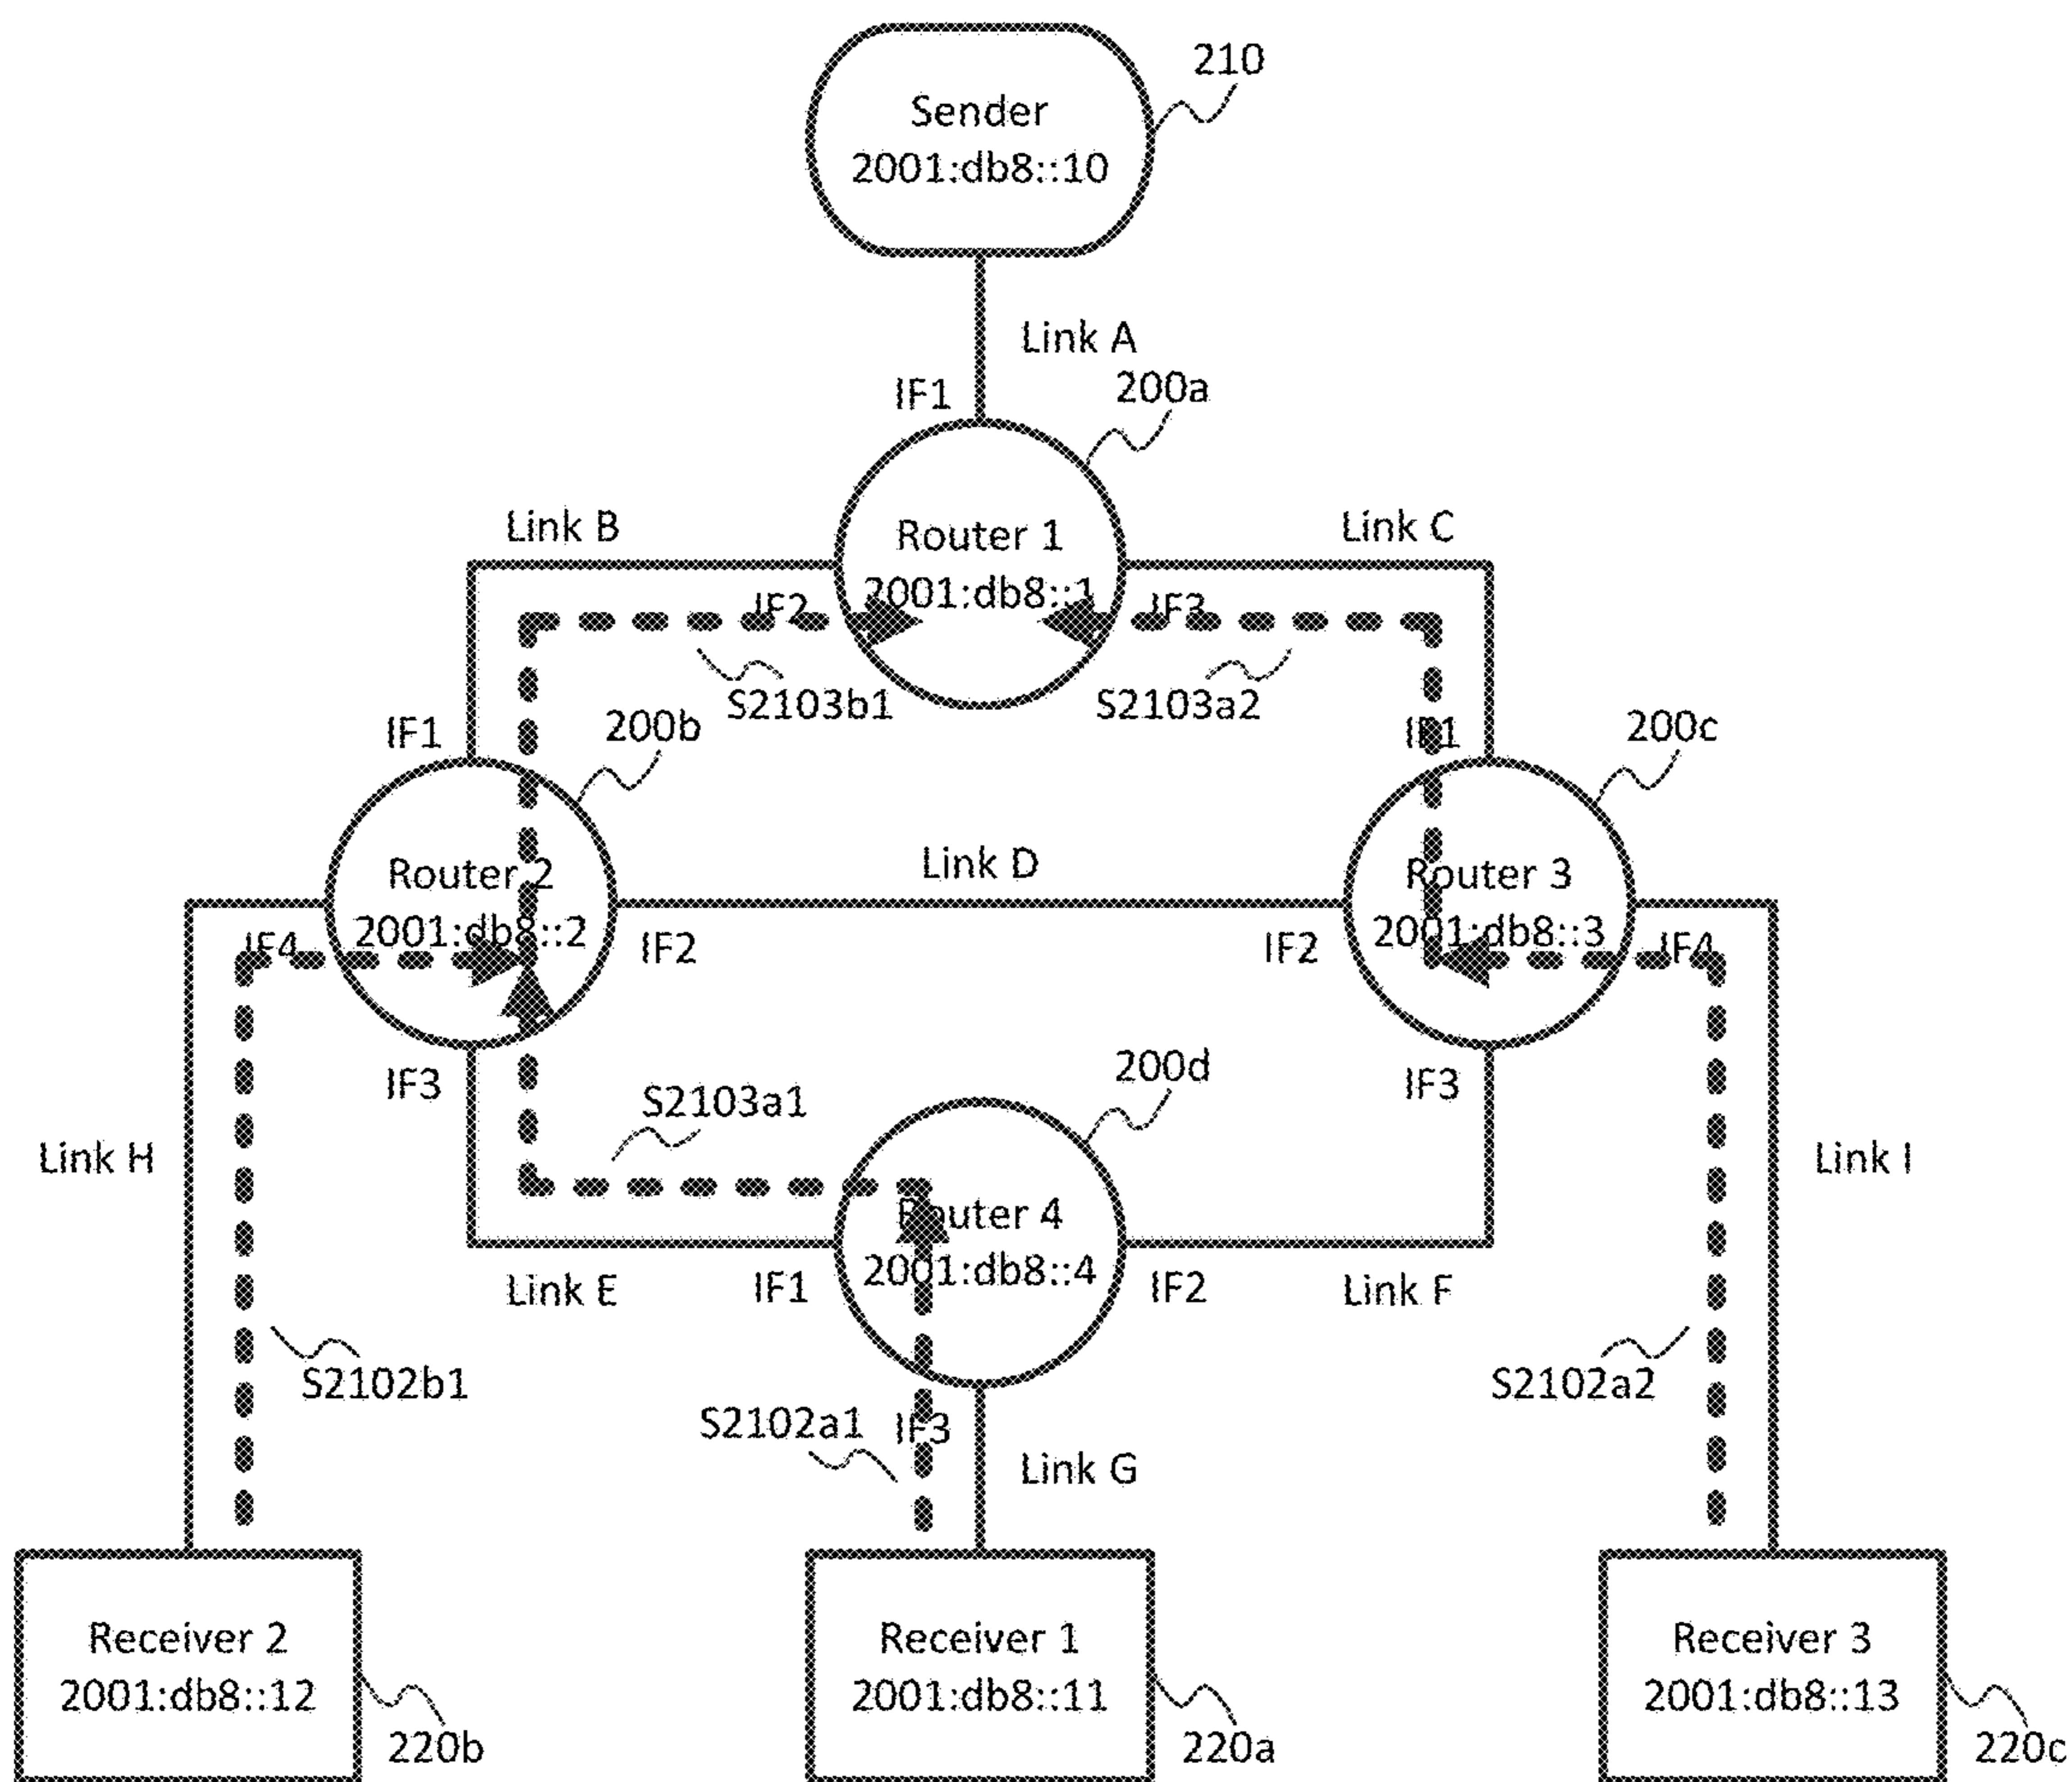 210
Sender
2001:db8::10
Link A
200a
IF1
Link B
Router 1
Link C
2001:db8::1
IF2
IF3
S2103b1
S2103a2
IF1
200b
IF1
200c
Router 2
Link D
Router 3
2001:db8::2
2001:db8::3
IF4
IF2
IF2
IF4
200d
IF3
IF3
S2103a1
Link H
Link I
Router 4
2001:db8::4
Link E
IF1
IF2
Link F
S2102b1
S2102a2
S2102a1
IF3
Link G
Receiver 2
2001:db8::12
220b
Receiver 1
2001:db8::11
220a
Receiver 3
2001:db8::13
220c